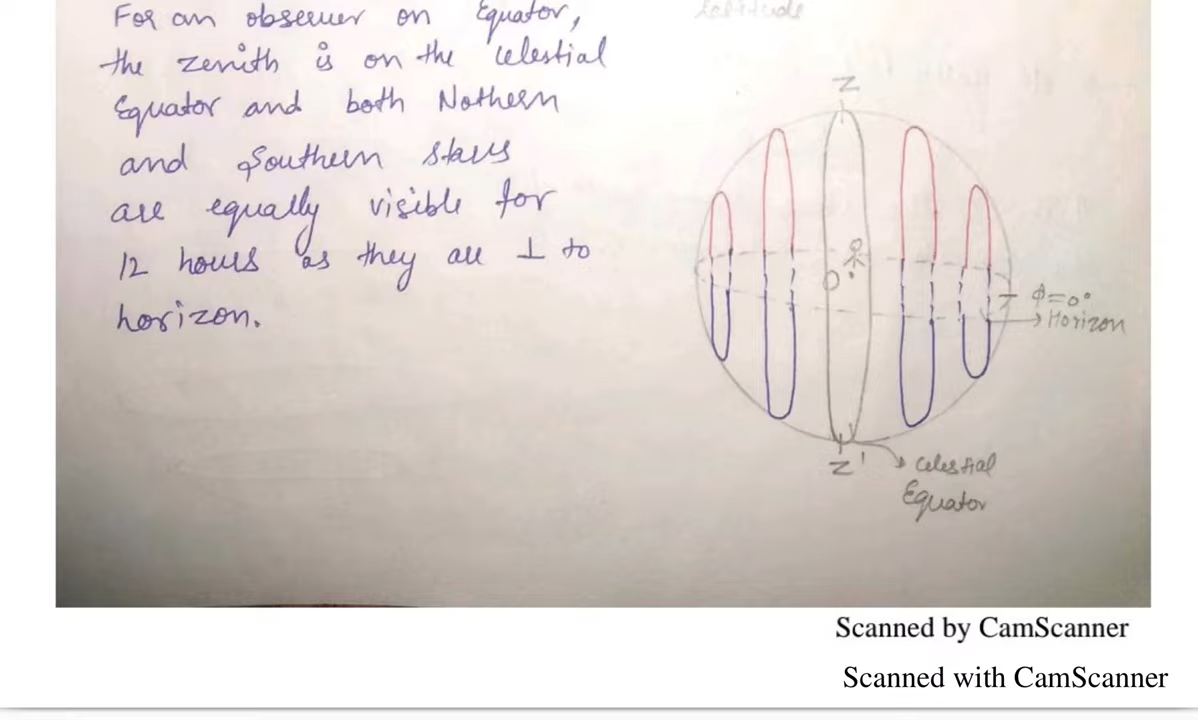 For an observer on Equator,
the zenith is on the celestial
Equator and both Nothern
and Southern stars
are equally visible for
12 hours as they are ⊥ to
horizon.
latitude
Z
O
ϕ=0°
Horizon
Z'
Celestial
Equator
Scanned by CamScanner
Scanned with CamScanner